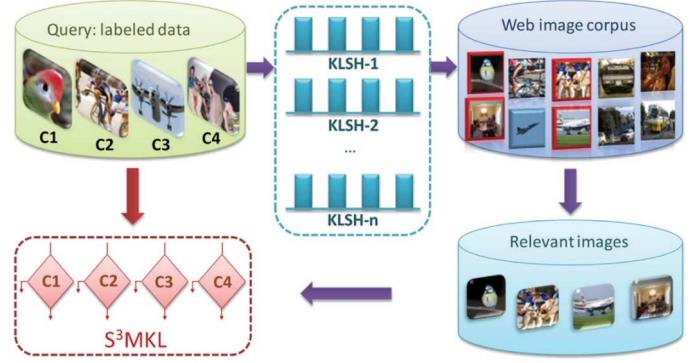 Query: labeled data
C1
C2
C3
C4
KLSH-1
KLSH-2
...
KLSH-n
Web image corpus
Relevant images
C1
C2
C3
C4
S³MKL